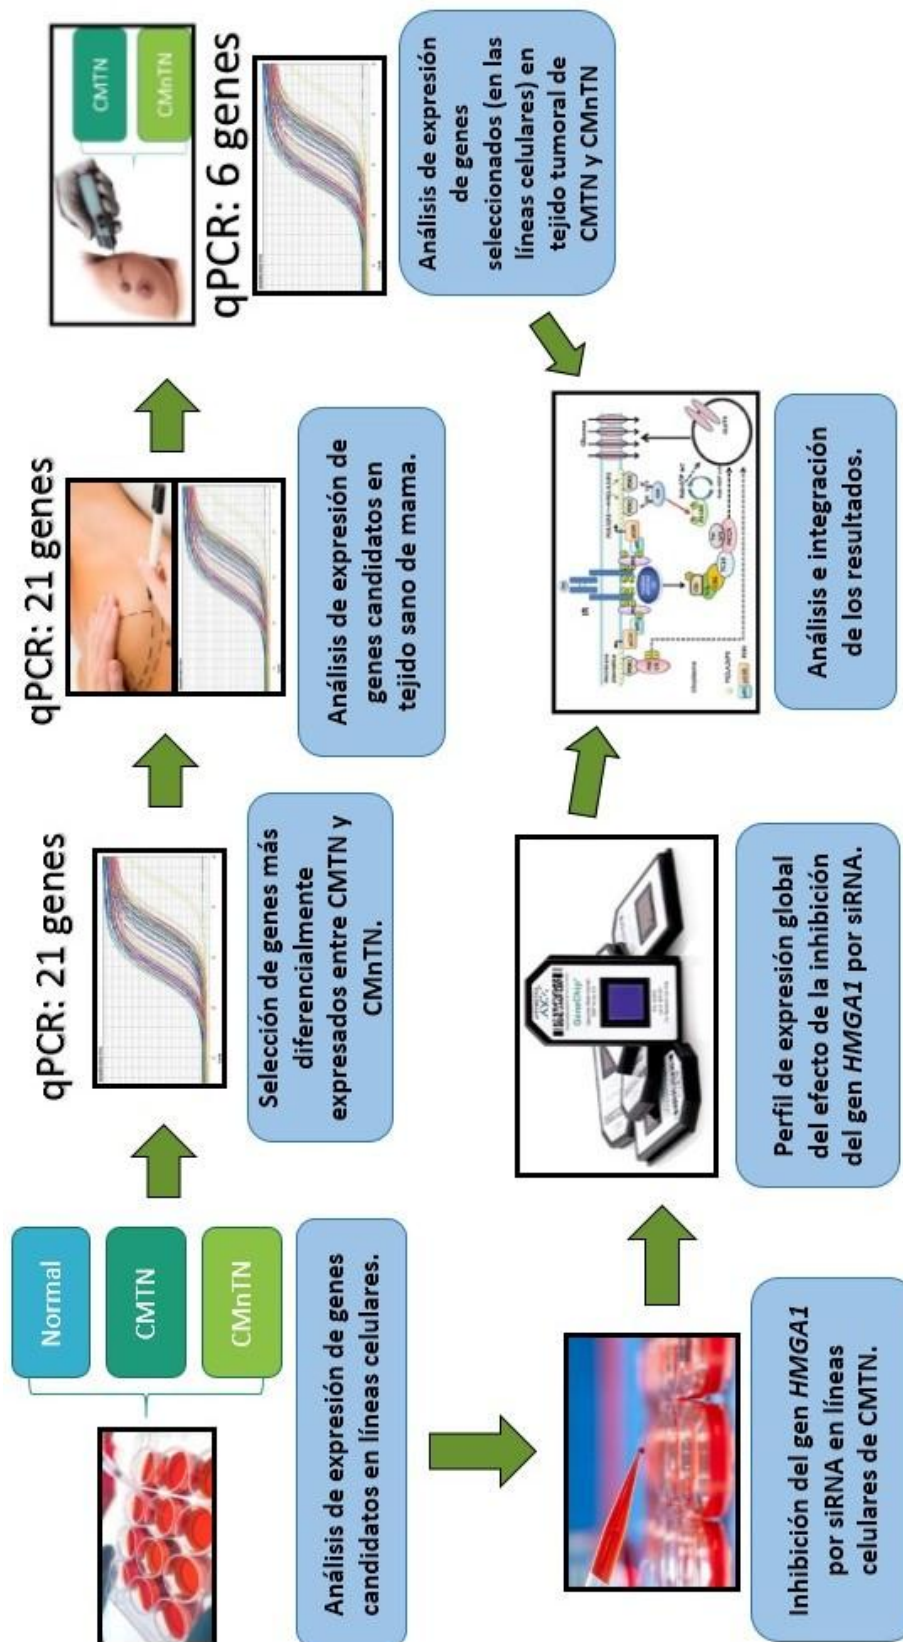 Normal
CMTN
CMnTN
Análisis de expresión de genes
candidatos en líneas celulares.
qPCR: 21 genes
Selección de genes más
diferencialmente
expresados entre CMTN y
CMnTN.
qPCR: 21 genes
Análisis de expresión de
genes candidatos en
tejido sano de mama.
CMTN
CMnTN
qPCR: 6 genes
Análisis de expresión
de genes
seleccionados (en las
líneas celulares) en
tejido tumoral de
CMTN y CMnTN
Inhibición del gen HMGA1
por siRNA en líneas
celulares de CMTN.
GeneChip
Perfil de expresión global
del efecto de la inhibición
del gen HMGA1 por siRNA.
Glucosa
Análisis e integración
de los resultados.